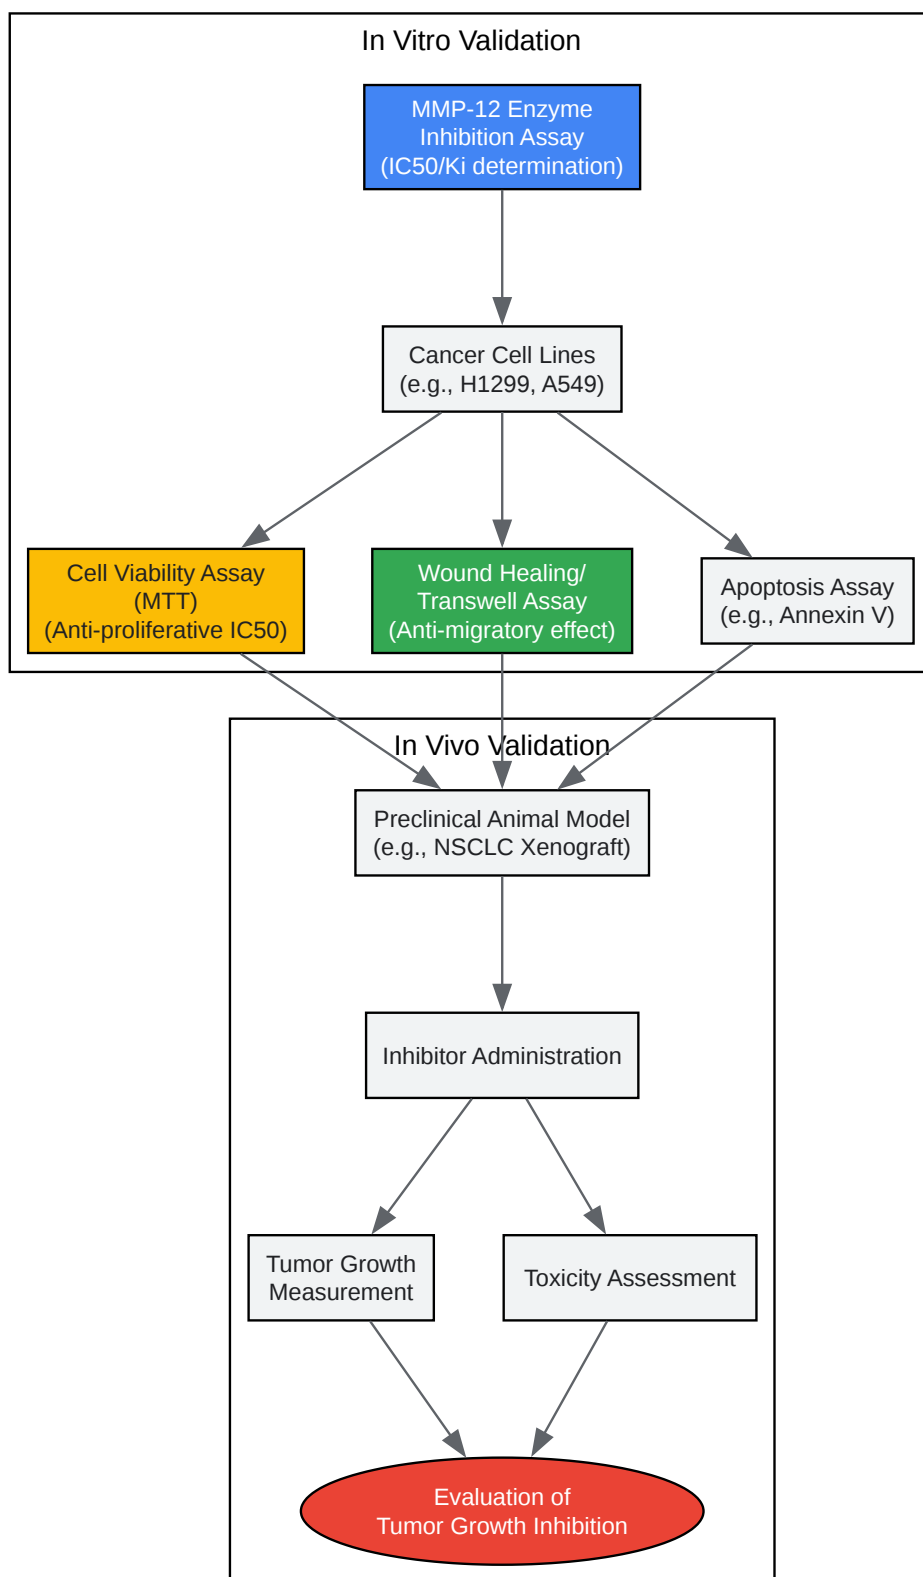 In Vitro Validation
MMP-12 Enzyme
Inhibition Assay
(IC50/Ki determination)
Cancer Cell Lines
(e.g., H1299, A549)
Cell Viability Assay
(MTT)
(Anti-proliferative IC50)
Wound Healing/
Transwell Assay
(Anti-migratory effect)
Apoptosis Assay
(e.g., Annexin V)
In Vivo Validation
Preclinical Animal Model
(e.g., NSCLC Xenograft)
Inhibitor Administration
Tumor Growth
Measurement
Toxicity Assessment
Evaluation of
Tumor Growth Inhibition